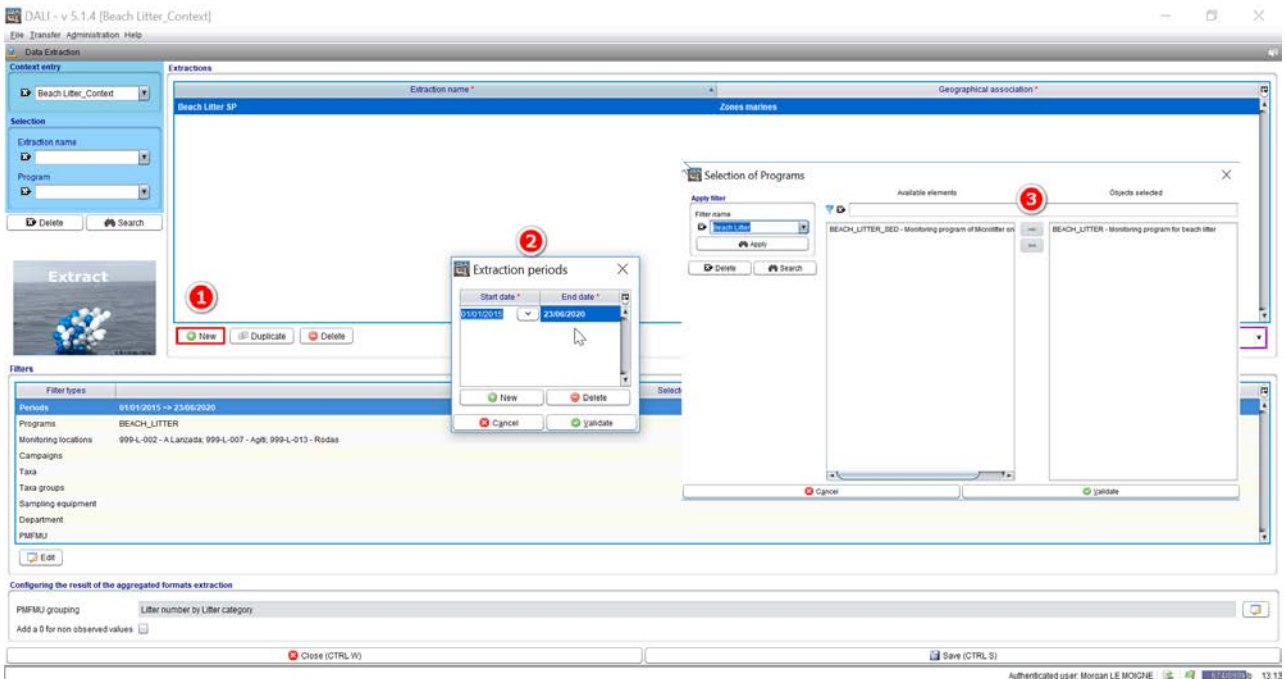 DALI - v 5.1.4 [Beach Litter_Context]
File Transfer Administration Help
Data Extraction
Context entry
Beach Litter_Context
Selection
Extraction name
Program
Delete Search
Extract
Extractions
Extraction name * Geographical association *
Beach Litter SP Zones marines
1
New Duplicate Delete
2
Extraction periods
Start date * End date *
01/01/2015 23/06/2020
New Delete
Cancel Validate
Selection of Programs
Apply filter
Filter name
Beach Litter
Apply
Delete Search
Available elements 3 Objects selected
BEACH_LITTER_SED - Monitoring program of Microlitter on BEACH_LITTER - Monitoring program for beach litter
Cancel Validate
Filters
Filter types Select
Periods 01/01/2015 => 23/06/2020
Programs BEACH_LITTER
Monitoring locations 999-L-002 - A Lanzada; 999-L-007 - Agiti; 999-L-013 - Rodas
Campaigns
Taxa
Taxa groups
Sampling equipment
Department
PMFMU
Edit
Configuring the result of the aggregated formats extraction
PMFMU grouping Litter number by Litter category
Add a 0 for non observed values
Close (CTRL W) Save (CTRL S)
Authenticated user: Morgan LE MOIGNE 13:13